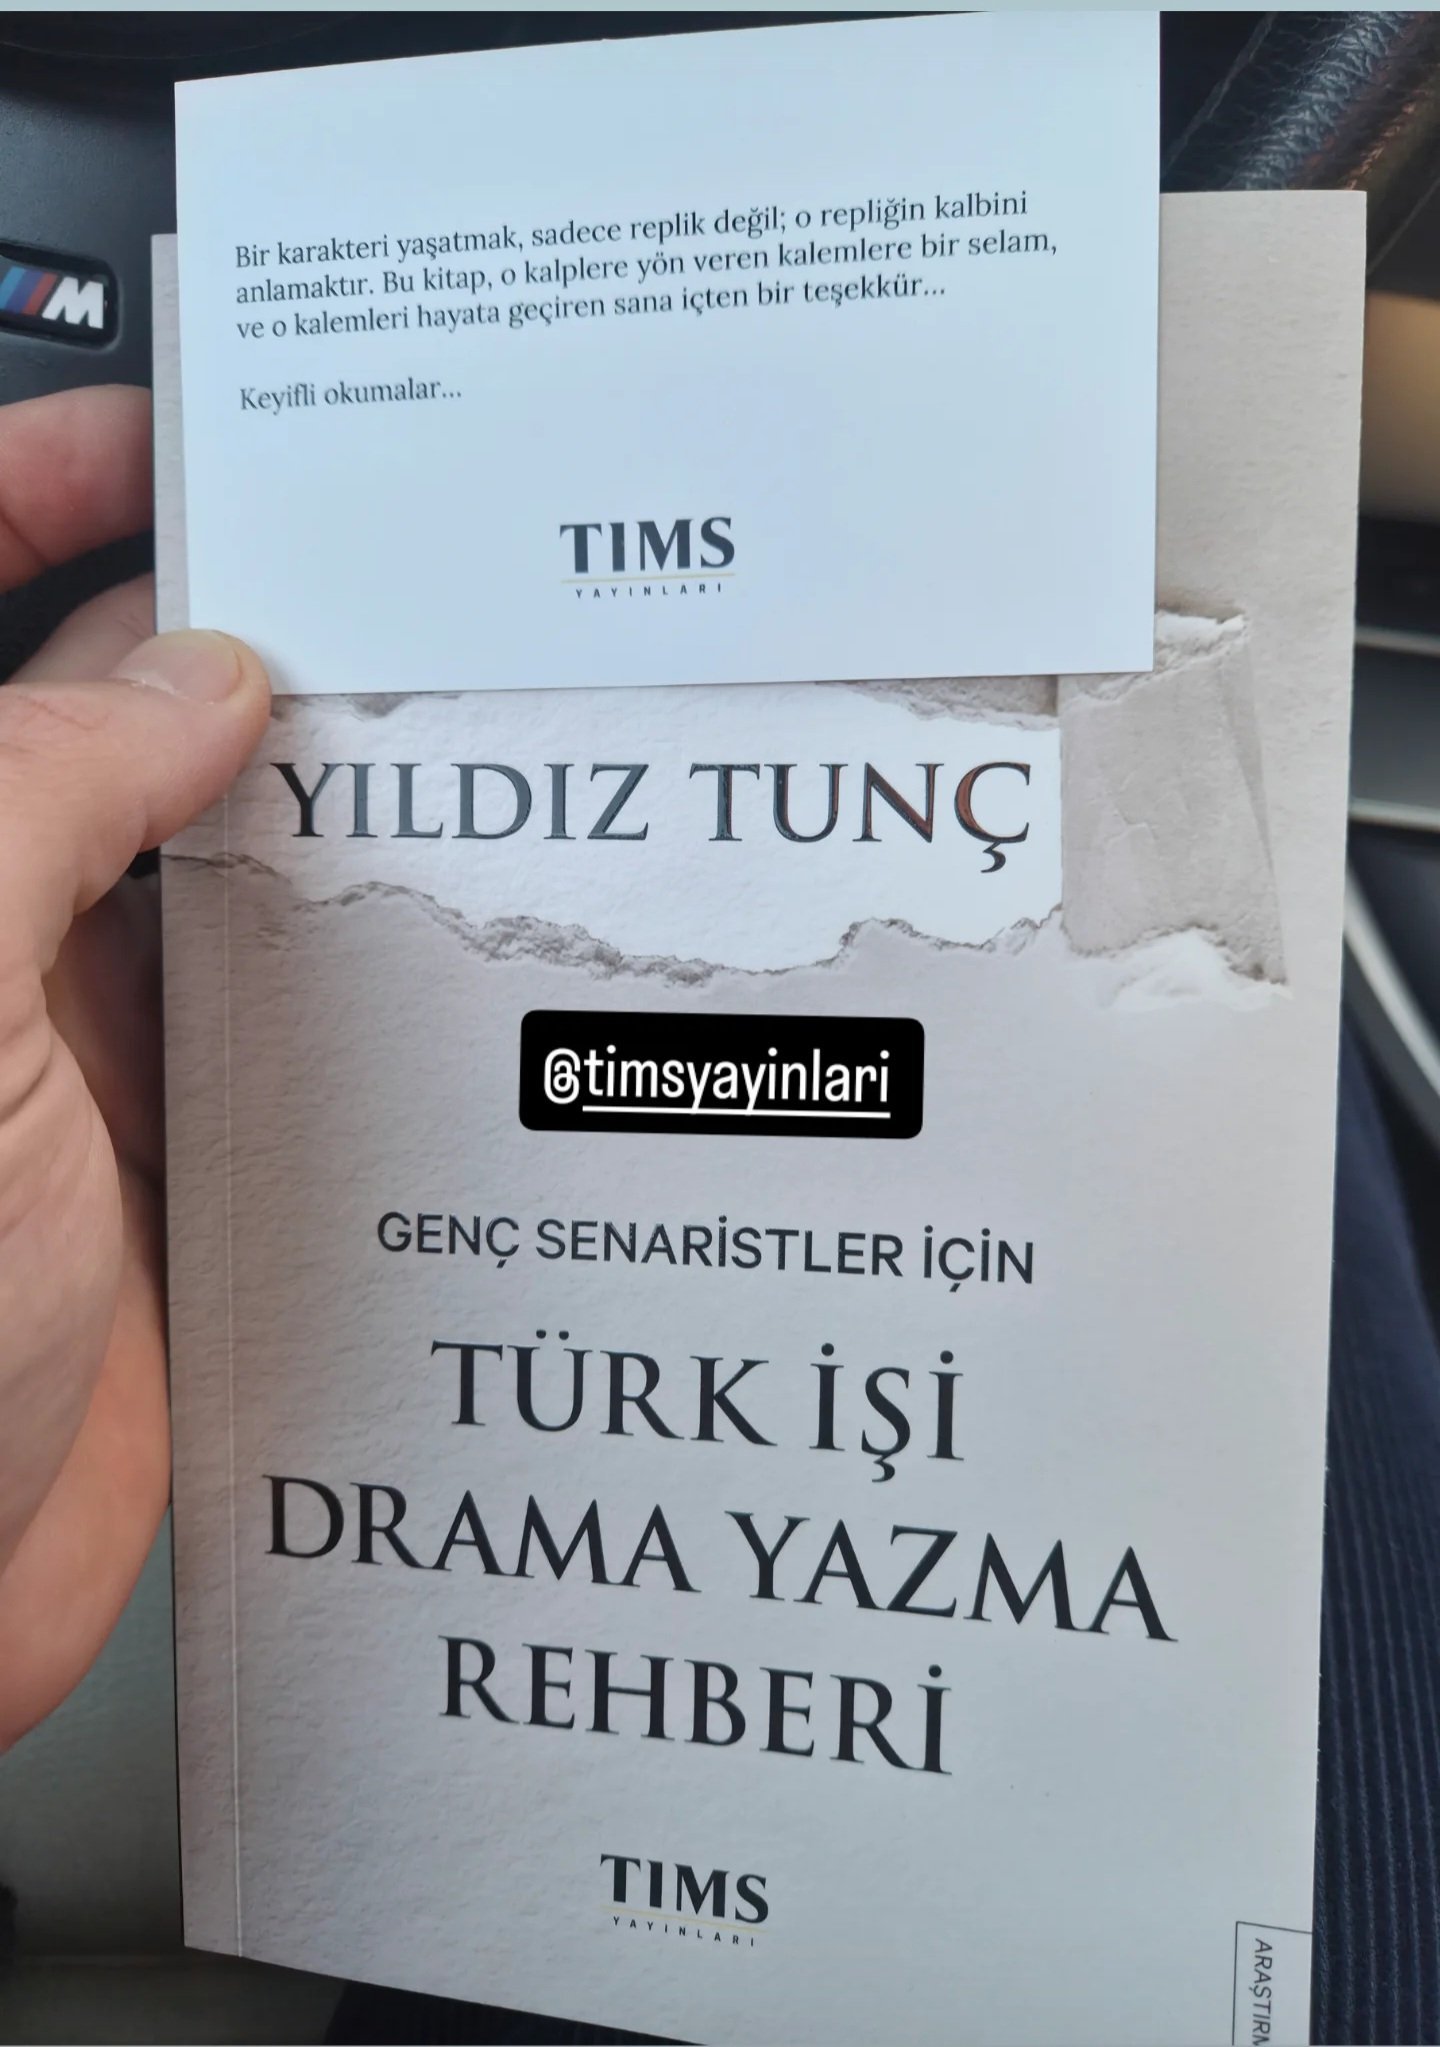 Bir karakteri yaşatmak, sadece replik değil; o repliğin kalbini
anlamaktır. Bu kitap, o kalplere yön veren kalemlere bir selam,
ve o kalemleri hayata geçiren sana içten bir teşekkür...
Keyifli okumalar...
TIMS
YAYINLARI
M
YILDIZ TUNÇ
@timsyayinlari
GENÇ SENARİSTLER İÇİN
TÜRK İŞİ
DRAMA YAZMA
REHBERİ
TIMS
YAYINLARI